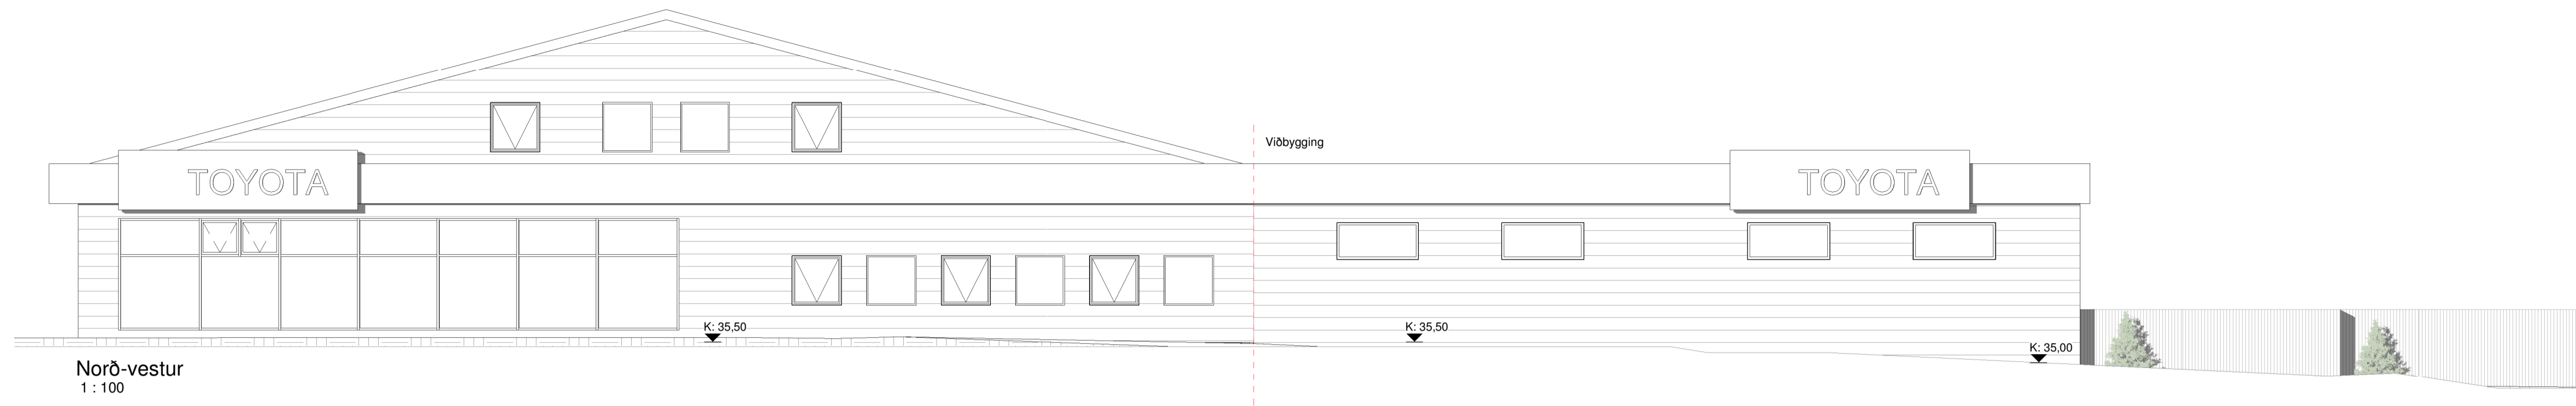 Viðbygging
TOYOTA
TOYOTA
K: 35,50
K: 35,50
K: 35,00
Norð-vestur
1 : 100